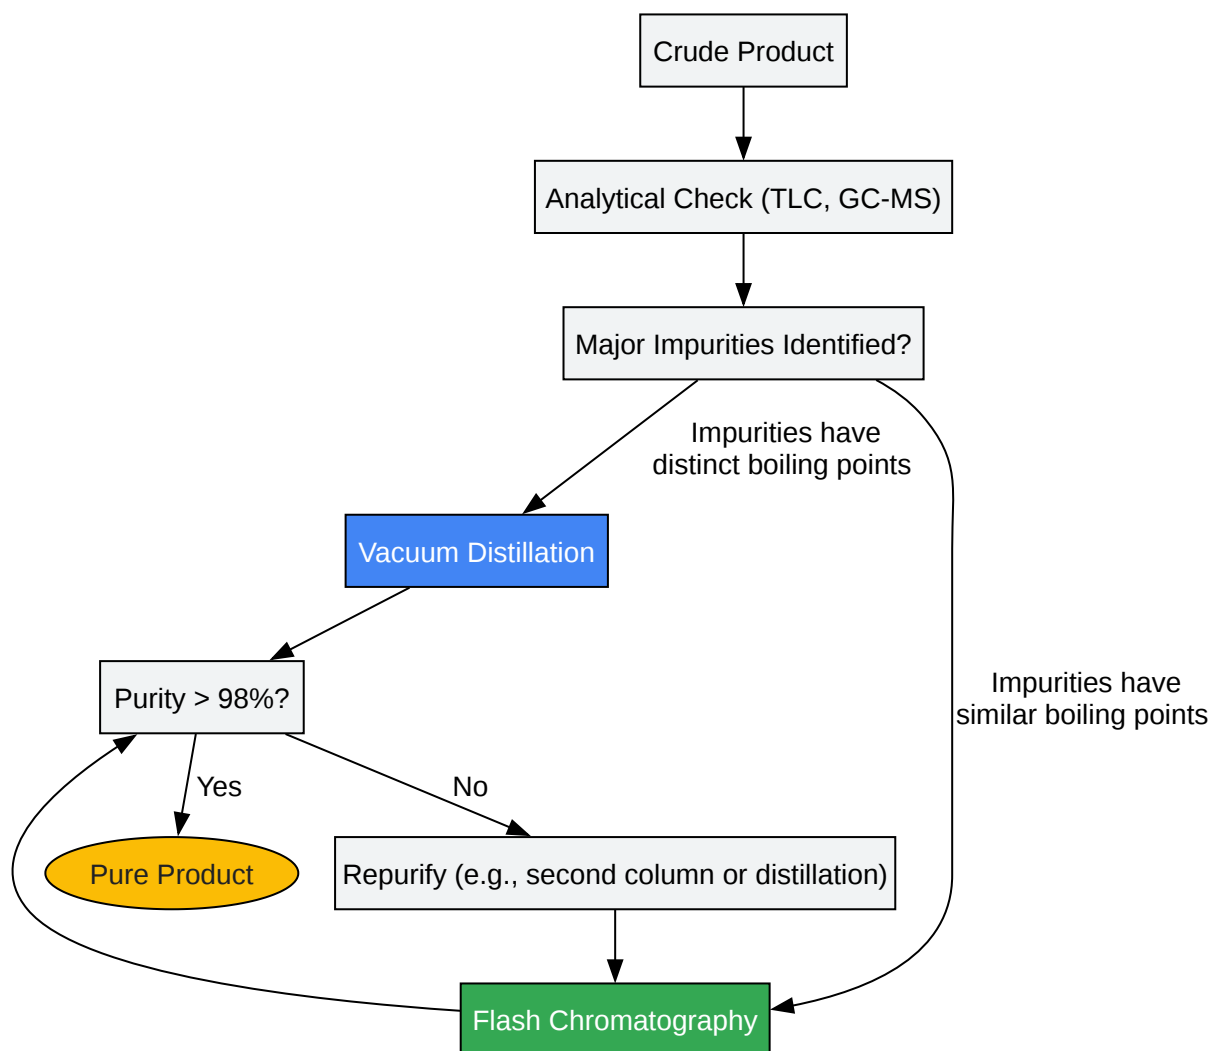 Crude Product
Analytical Check (TLC, GC-MS)
Major Impurities Identified?
Impurities have
distinct boiling points
Vacuum Distillation
Impurities have
similar boiling points
Purity > 98%?
Yes
No
Pure Product
Repurify (e.g., second column or distillation)
Flash Chromatography